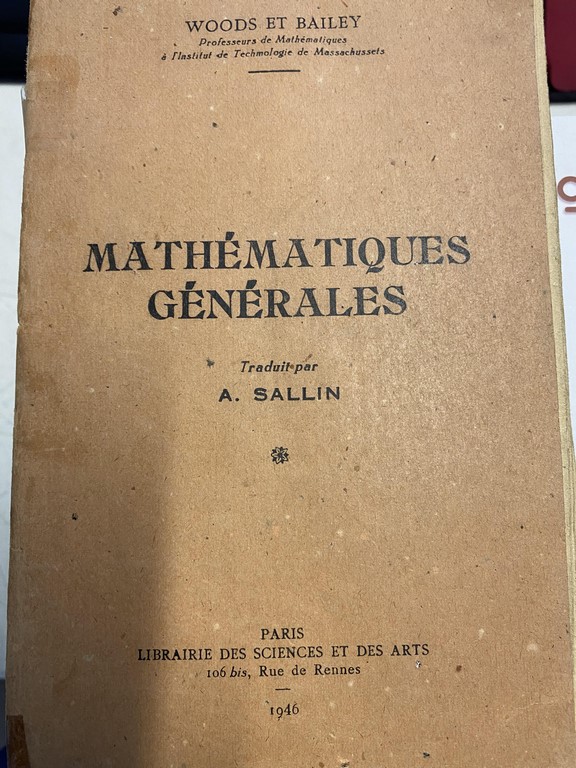 WOODS ET BAILEY
Professeurs de Mathématiques
à l'Institut de Technologie de Massachussets
MATHÉMATIQUES
GÉNÉRALES
Traduit par
A. SALLIN
PARIS
LIBRAIRIE DES SCIENCES ET DES ARTS
106 bis, Rue de Rennes
1946